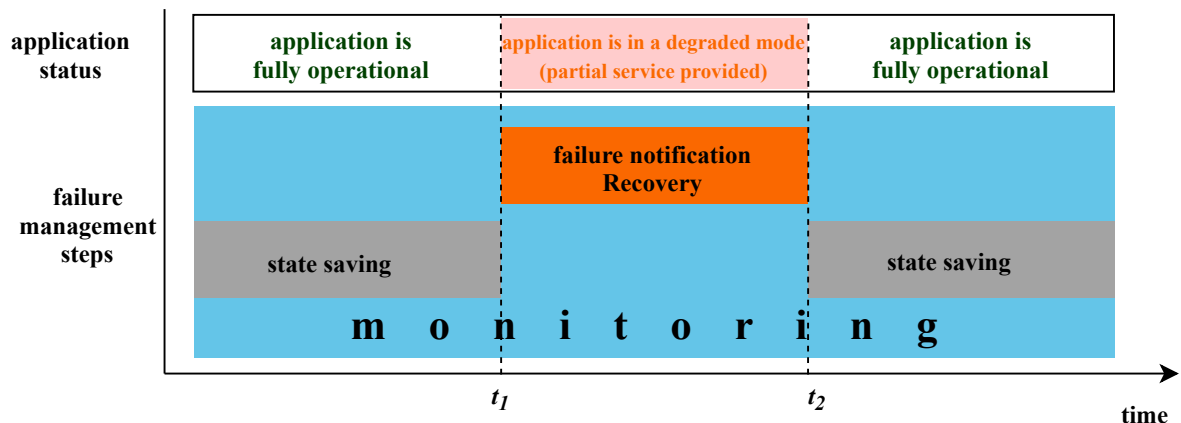 application
status
application is
fully operational
application is in a degraded mode
(partial service provided)
application is
fully operational
failure
management
steps
failure notification
Recovery
state saving
state saving
monitoring
t1
t2
time